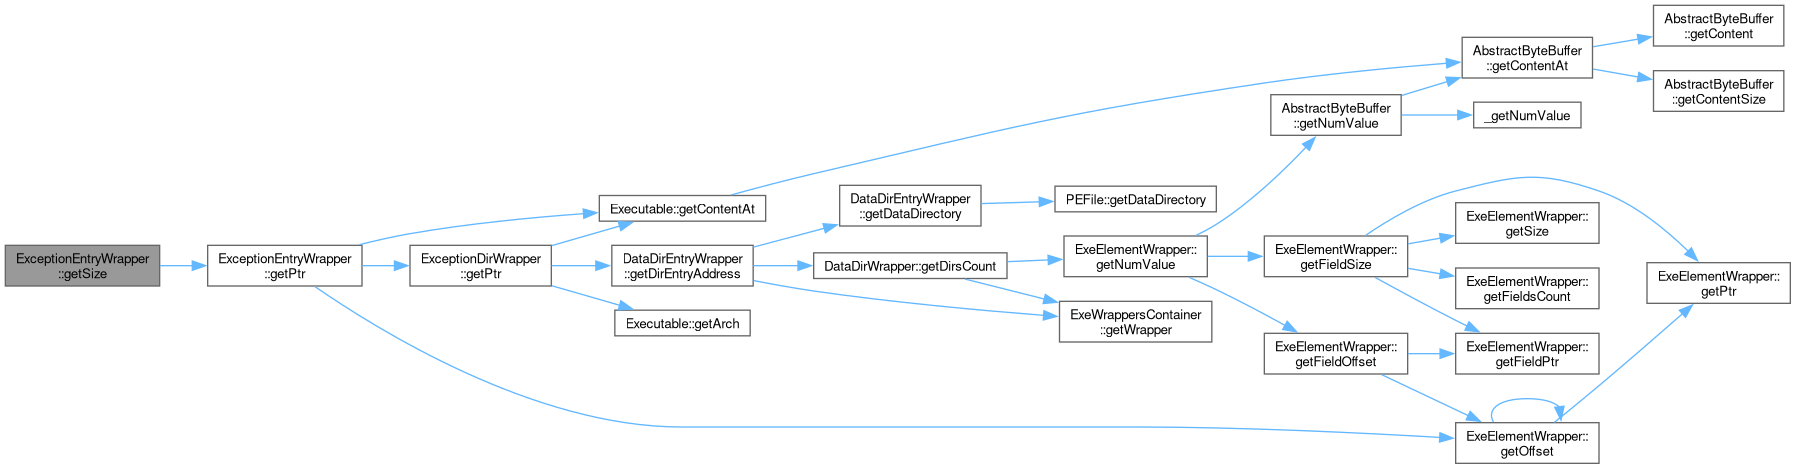 ExceptionEntryWrapper
::getSize
ExceptionEntryWrapper
::getPtr
ExceptionDirWrapper
::getPtr
Executable::getContentAt
DataDirEntryWrapper
::getDirEntryAddress
Executable::getArch
DataDirEntryWrapper
::getDataDirectory
DataDirWrapper::getDirsCount
PEFile::getDataDirectory
ExeElementWrapper::
getNumValue
ExeWrappersContainer
::getWrapper
AbstractByteBuffer
::getNumValue
ExeElementWrapper::
getFieldSize
ExeElementWrapper::
getFieldOffset
AbstractByteBuffer
::getContentAt
_getNumValue
ExeElementWrapper::
getSize
ExeElementWrapper::
getFieldsCount
ExeElementWrapper::
getFieldPtr
ExeElementWrapper::
getOffset
AbstractByteBuffer
::getContent
AbstractByteBuffer
::getContentSize
ExeElementWrapper::
getPtr